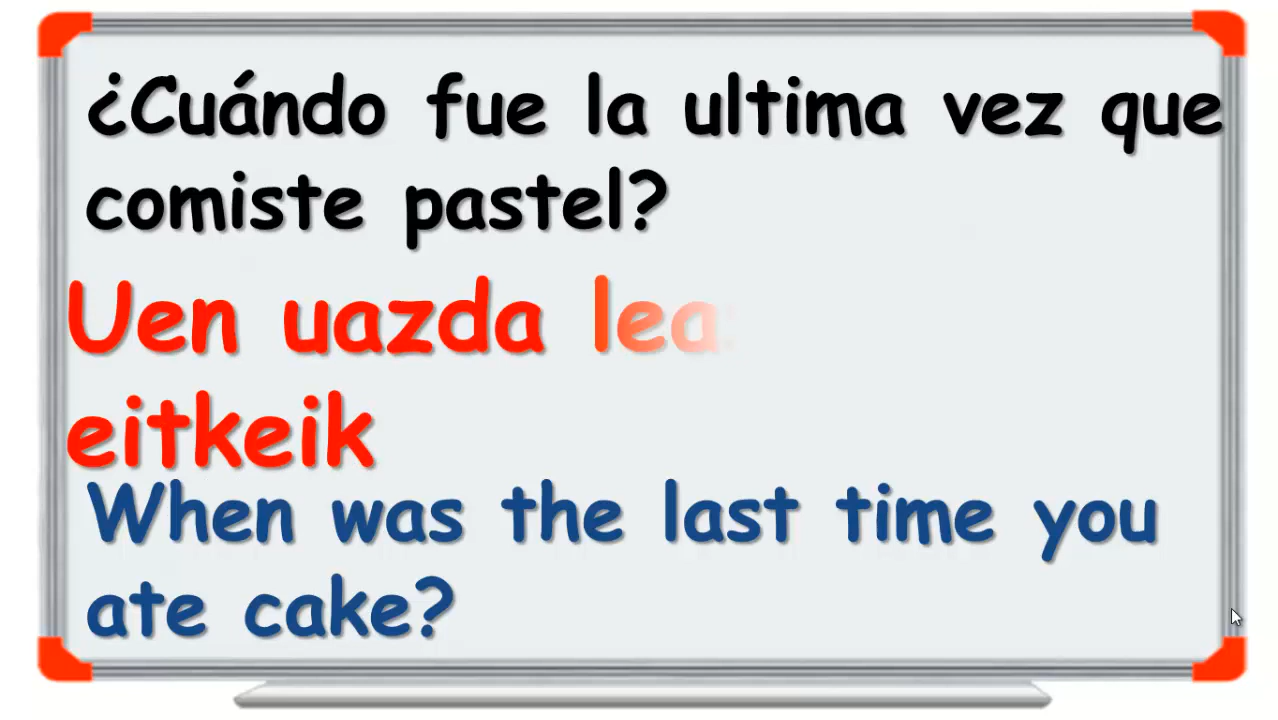 ¿Cuándo fue la ultima vez que
comiste pastel?
Uen uazda
eitkeik
When was the last time you
ate cake?